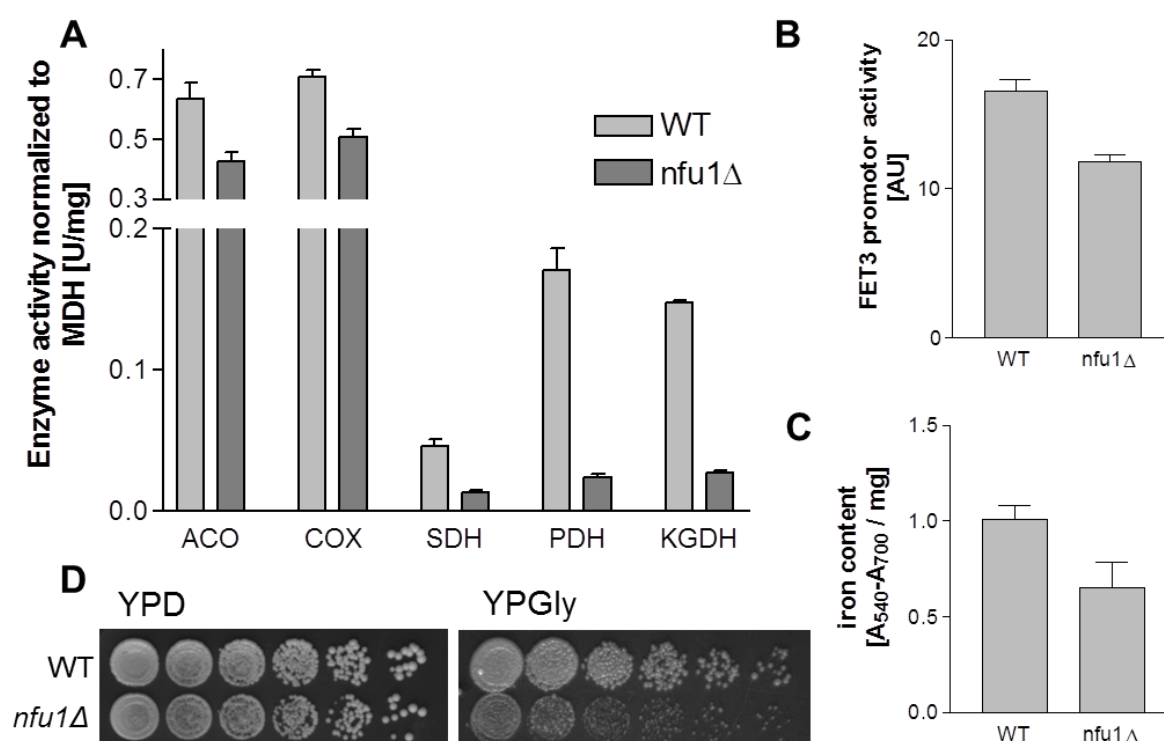 A
Enzyme activity normalized to
MDH [U/mg]
0.7
0.5
0.3
0.2
0.1
0.0
WT
nfu1Δ
ACO COX SDH PDH KGDH
B
FET3 promotor activity
[AU]
20
10
0
WT nfu1Δ
C
iron content
[A540-A700 / mg]
1.5
1.0
0.5
0.0
WT nfu1Δ
D
YPD YPGly
WT
nfu1Δ